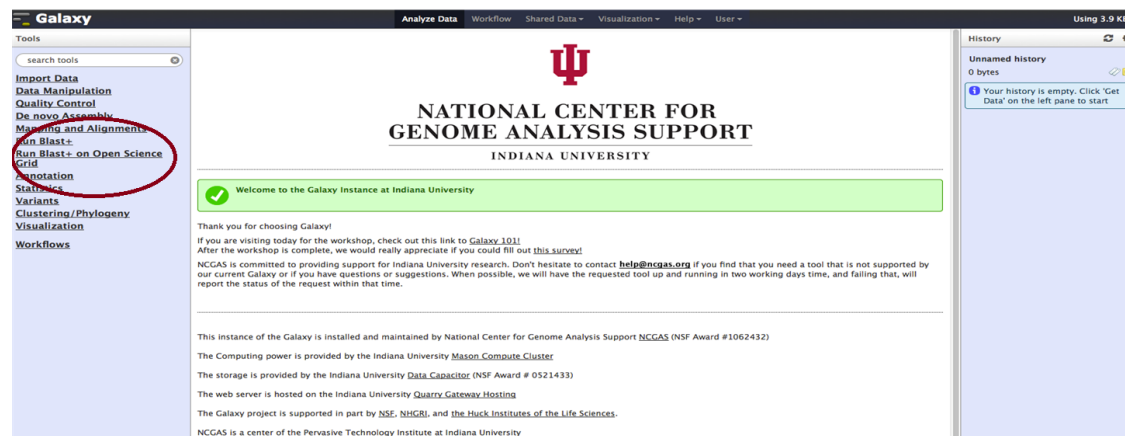 Galaxy
Analyze Data Workflow Shared Data Visualization Help User
Using 3.9
Tools
search tools
Import Data
Data Manipulation
Quality Control
De novo Assembly
Mapping and Alignments
Run Blast+
Run Blast+ on Open Science
Grid
Annotation
Statistics
Variants
Clustering/Phylogeny
Visualization
Workflows
NATIONAL CENTER FOR
GENOME ANALYSIS SUPPORT
INDIANA UNIVERSITY
Welcome to the Galaxy Instance at Indiana University
Thank you for choosing Galaxy!
If you are visiting today for the workshop, check out this link to Galaxy 101!
After the workshop is complete, we would really appreciate if you could fill out this survey!
NCGAS is committed to providing support for Indiana University research. Don't hesitate to contact help@ncgas.org if you find that you need a tool that is not supported by
our current Galaxy or if you have questions or suggestions. When possible, we will have the requested tool up and running in two working days time, and failing that, will
report the status of the request within that time.
This instance of the Galaxy is installed and maintained by National Center for Genome Analysis Support NCGAS (NSF Award #1062432)
The Computing power is provided by the Indiana University Mason Compute Cluster
The storage is provided by the Indiana University Data Capacitor (NSF Award # 0521433)
The web server is hosted on the Indiana University Quarry Gateway Hosting
The Galaxy project is supported in part by NSF, NHGRI, and the Huck Institutes of the Life Sciences.
NCGAS is a center of the Pervasive Technology Institute at Indiana University
History
Unnamed history
0 bytes
Your history is empty. Click 'Get
Data' on the left pane to start